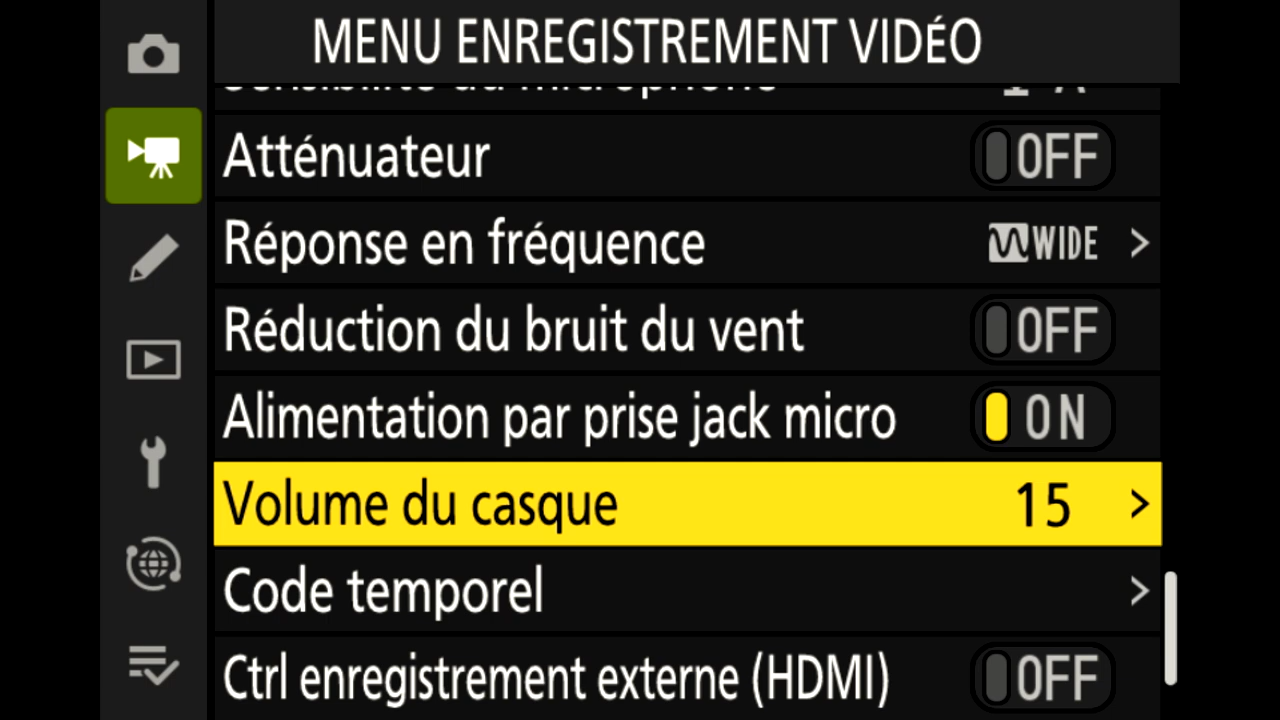 MENU ENREGISTREMENT VIDÉO
Atténuateur OFF
Réponse en fréquence WIDE >
Réduction du bruit du vent OFF
Alimentation par prise jack micro ON
Volume du casque 15 >
Code temporel >
Ctrl enregistrement externe (HDMI) OFF